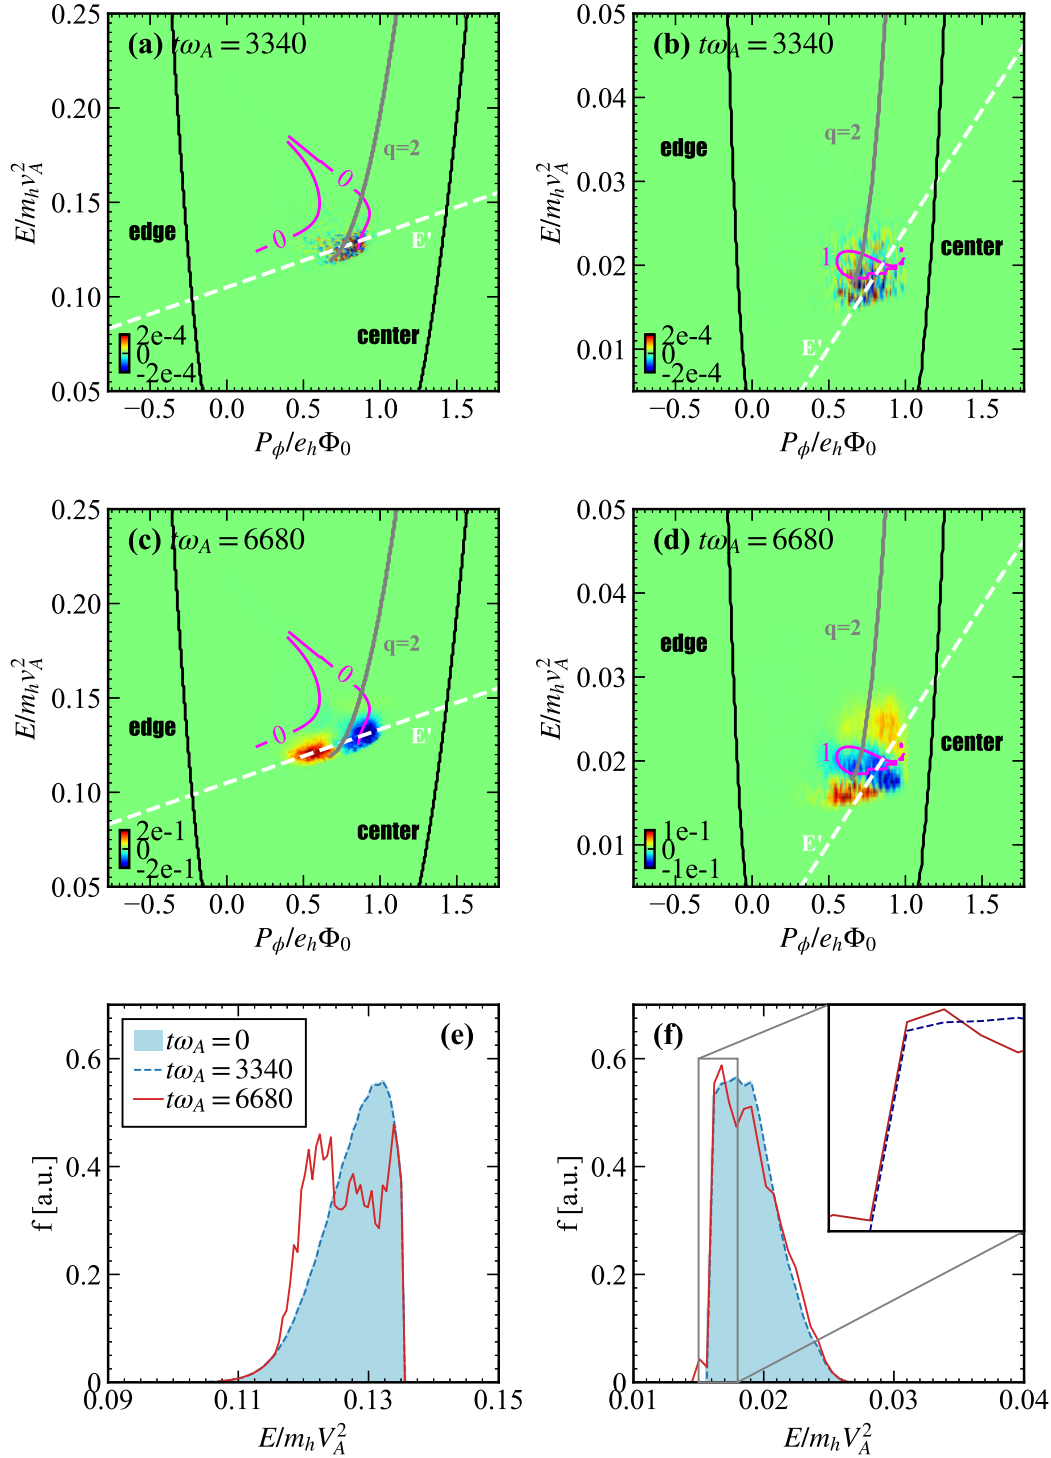 (a) tω_A = 3340
E/m_h v_A^2
0.25
0.20
0.15
0.10
0.05
edge
center
q=2
0
0
E'
2e-4
0
-2e-4
−0.5 0.0 0.5 1.0 1.5
P_ϕ/e_hΦ_0
(b) tω_A = 3340
E/m_h v_A^2
0.05
0.04
0.03
0.02
0.01
edge
center
q=2
1
E'
2e-4
0
-2e-4
−0.5 0.0 0.5 1.0 1.5
P_ϕ/e_hΦ_0
(c) tω_A = 6680
E/m_h v_A^2
0.25
0.20
0.15
0.10
0.05
edge
center
q=2
0
0
E'
2e-1
0
-2e-1
−0.5 0.0 0.5 1.0 1.5
P_ϕ/e_hΦ_0
(d) tω_A = 6680
E/m_h v_A^2
0.05
0.04
0.03
0.02
0.01
edge
center
q=2
1
E'
1e-1
0
-1e-1
−0.5 0.0 0.5 1.0 1.5
P_ϕ/e_hΦ_0
(e)
tω_A = 0
tω_A = 3340
tω_A = 6680
f [a.u.]
0.6
0.4
0.2
0
0.09 0.11 0.13 0.15
E/m_h V_A^2
(f)
f [a.u.]
0.6
0.4
0.2
0
0.01 0.02 0.03 0.04
E/m_h V_A^2